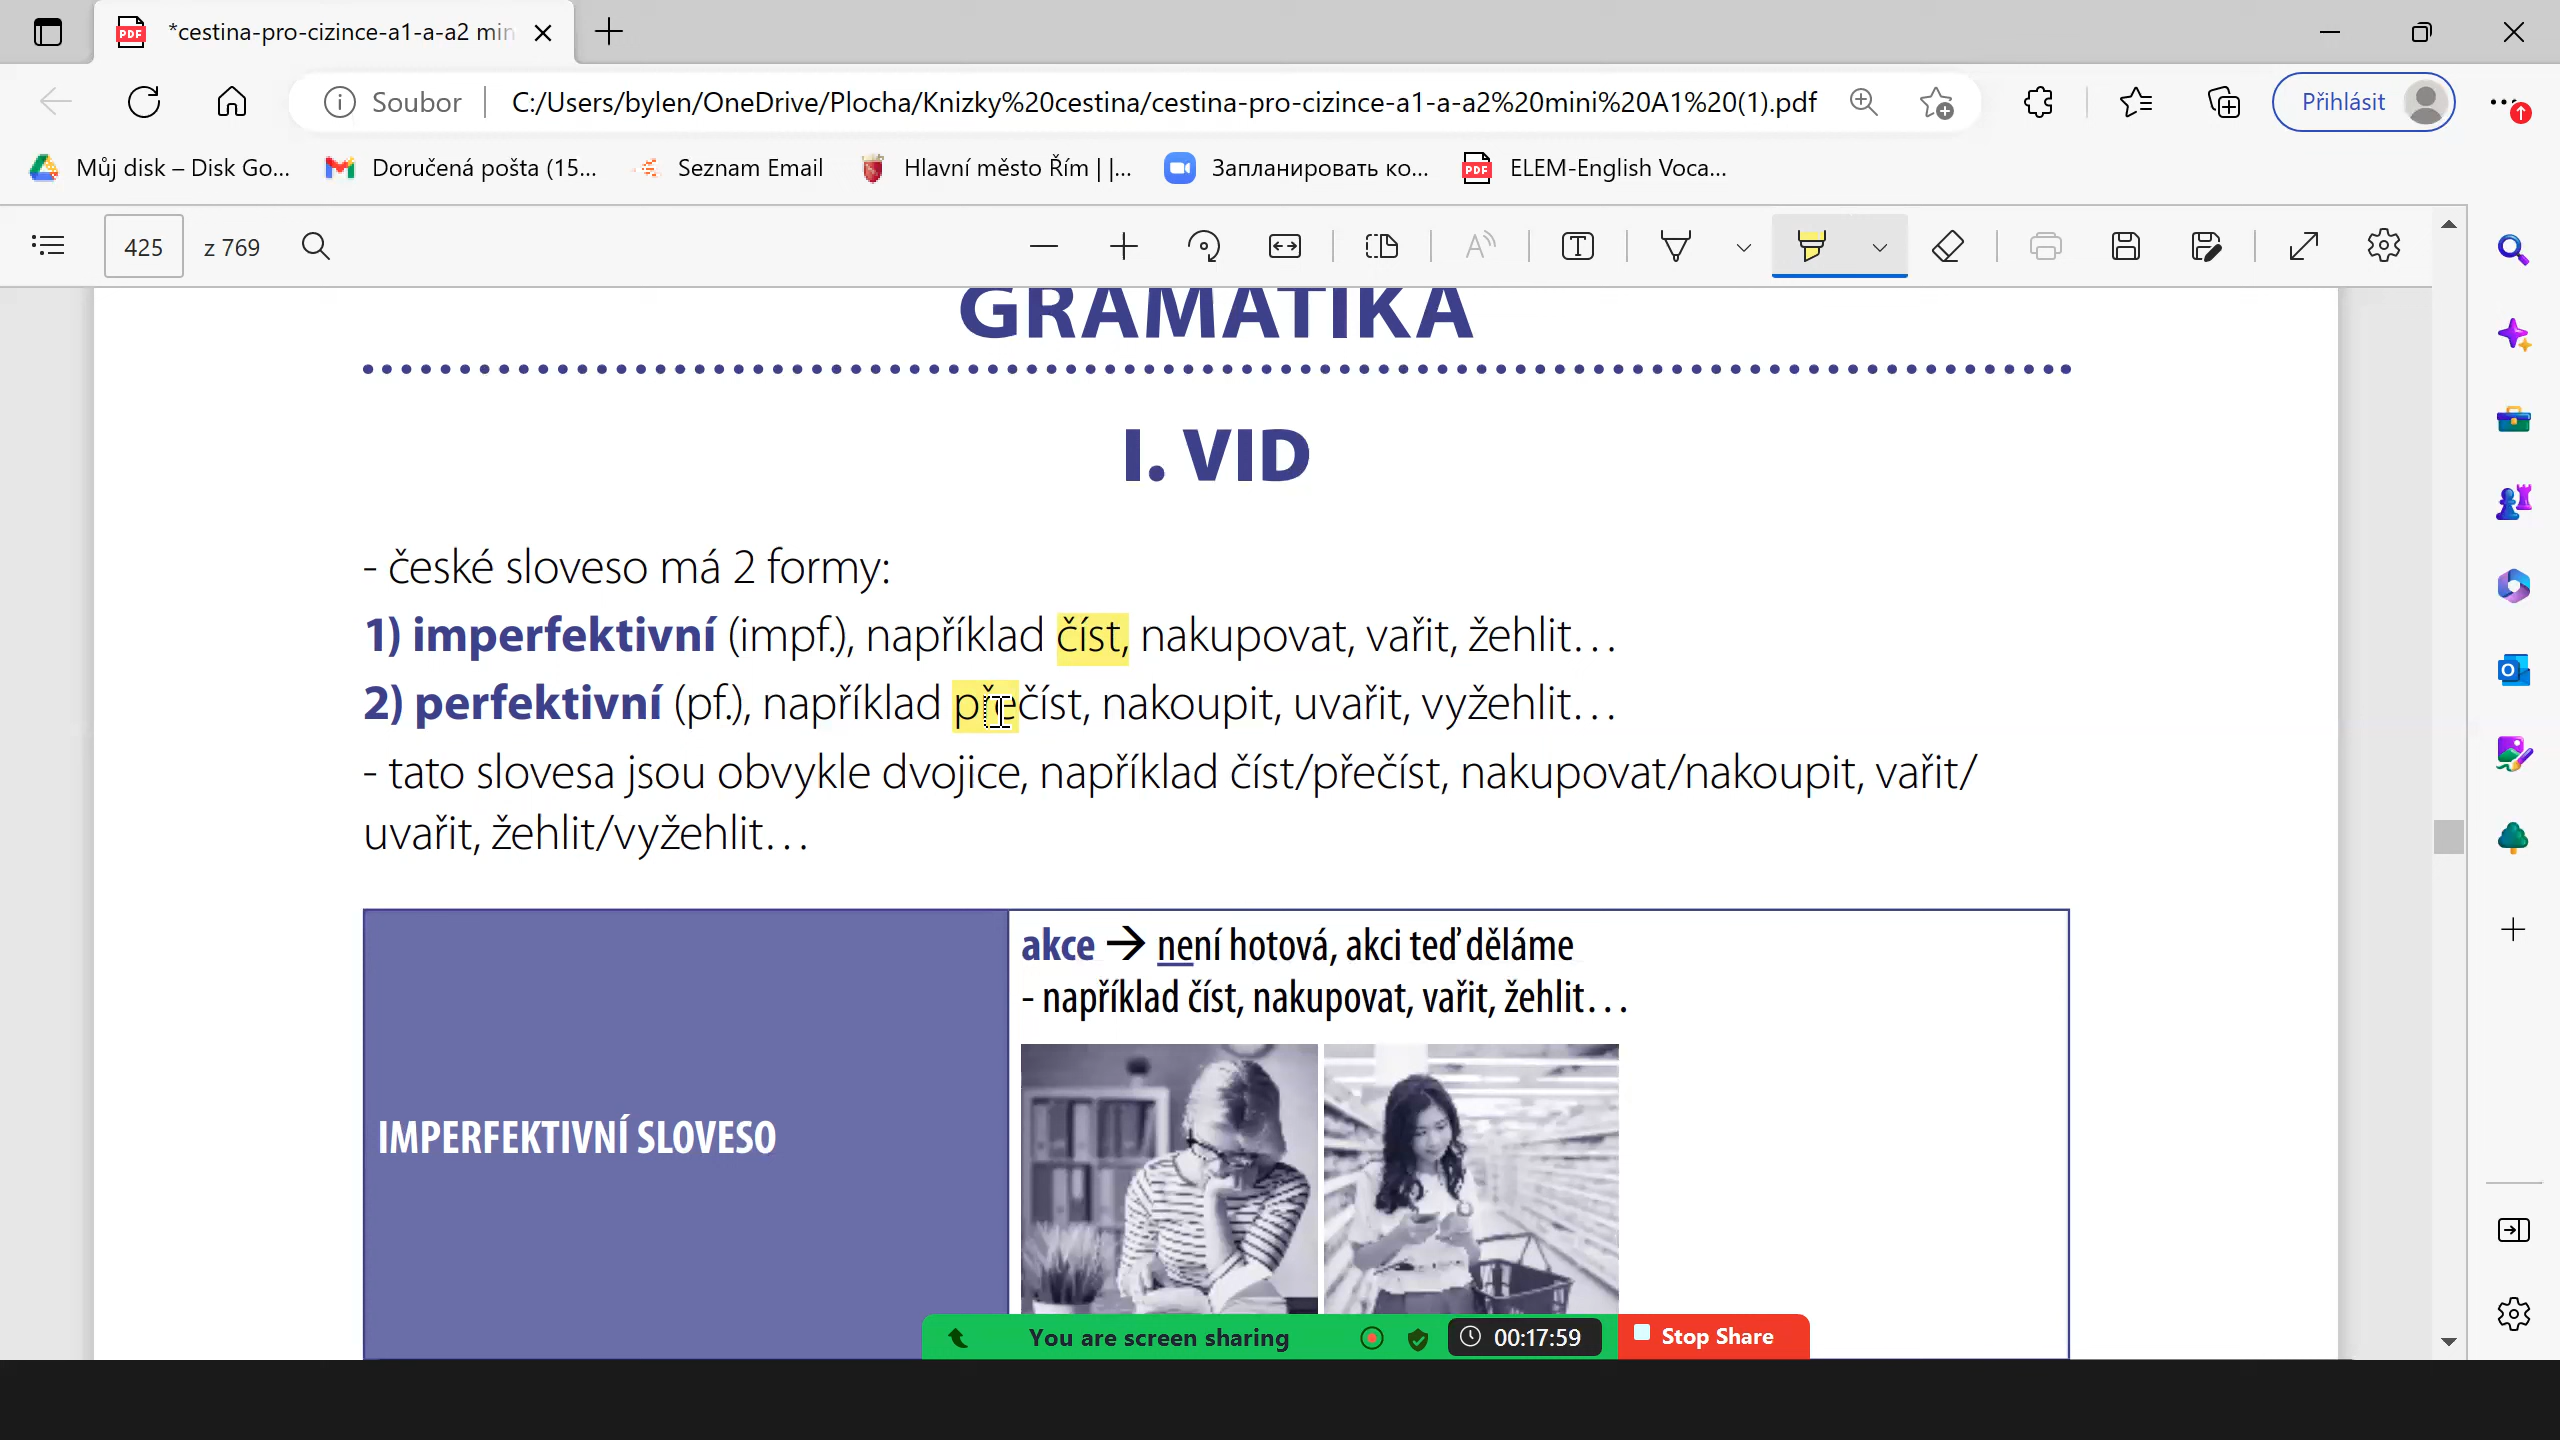 *cestina-pro-cizince-a1-a-a2 min
Soubor
C:/Users/bylen/OneDrive/Plocha/Knizky%20cestina/cestina-pro-cizince-a1-a-a2%20mini%20A1%20(1).pdf
Přihlásit
Můj disk – Disk Go...
Doručená pošta (15...
Seznam Email
Hlavní město Řím | |...
Запланировать ко...
PDF
ELEM-English Voca...
425
z 769
GRAMATIKA
I. VID
- české sloveso má 2 formy:
1) imperfektivní (impf.), například číst, nakupovat, vařit, žehlit…
2) perfektivní (pf.), například přečíst, nakoupit, uvařit, vyžehlit…
- tato slovesa jsou obvykle dvojice, například číst/přečíst, nakupovat/nakoupit, vařit/
uvařit, žehlit/vyžehlit…
IMPERFEKTIVNÍ SLOVESO
akce → není hotová, akci teď děláme
- například číst, nakupovat, vařit, žehlit…
You are screen sharing
00:17:59
Stop Share